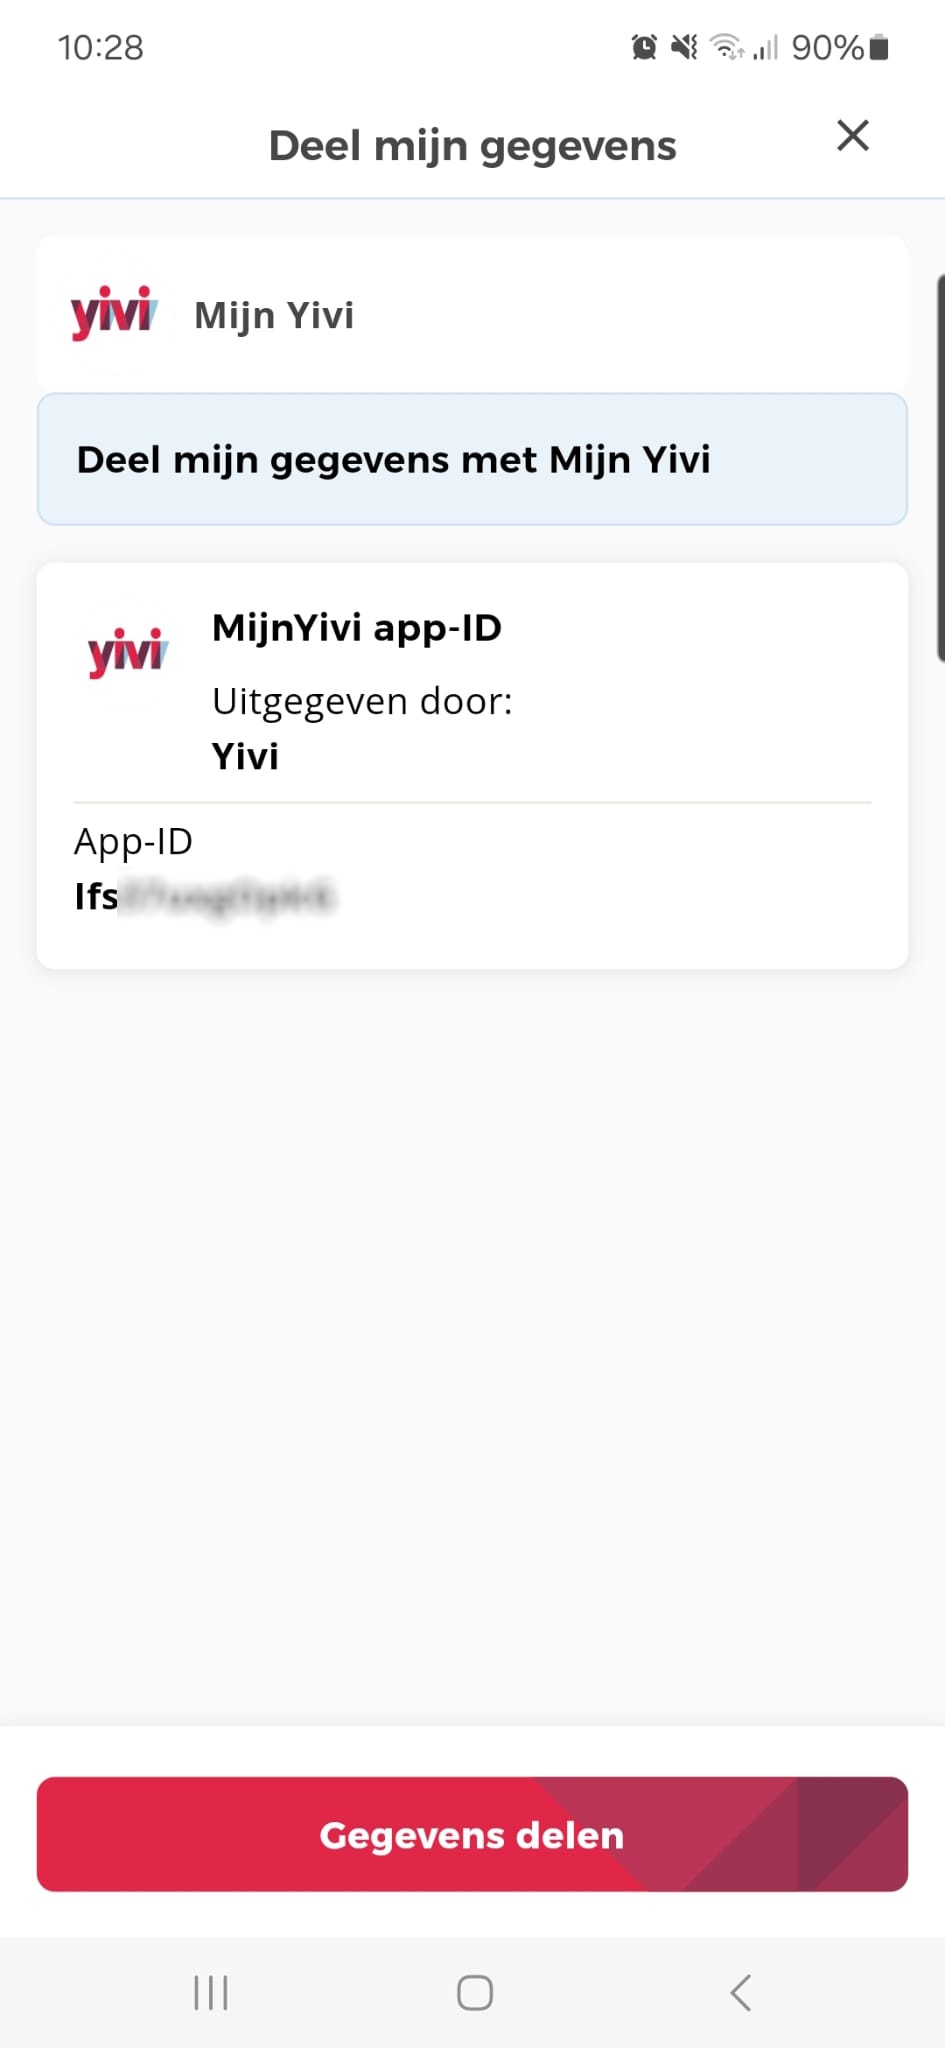 10:28
90%
Deel mijn gegevens
yivi
Mijn Yivi
Deel mijn gegevens met Mijn Yivi
yivi
MijnYivi app-ID
Uitgegeven door:
Yivi
App-ID
Ifs
Gegevens delen